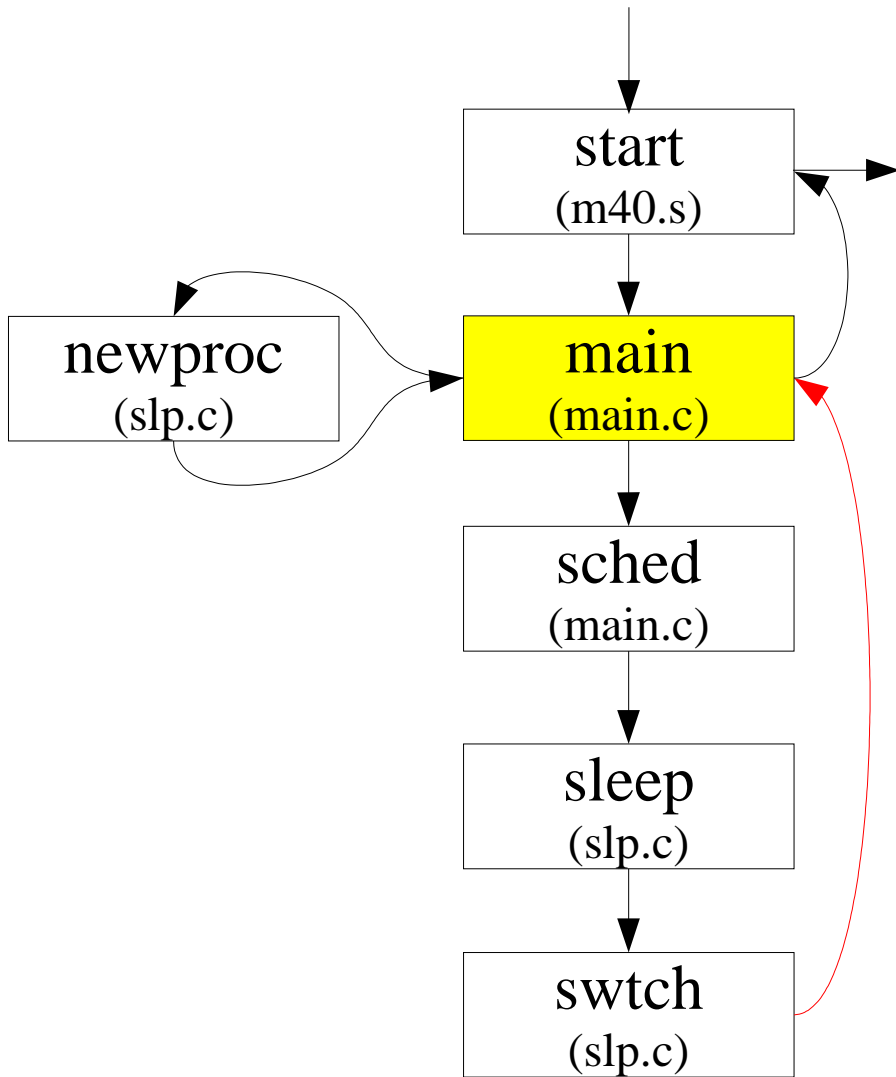 start
(m40.s)
newproc
(slp.c)
main
(main.c)
sched
(main.c)
sleep
(slp.c)
swtch
(slp.c)